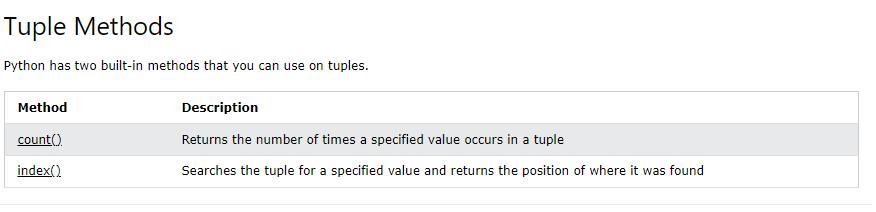 Tuple Methods
Python has two built-in methods that you can use on tuples.
Method Description
count() Returns the number of times a specified value occurs in a tuple
index() Searches the tuple for a specified value and returns the position of where it was found